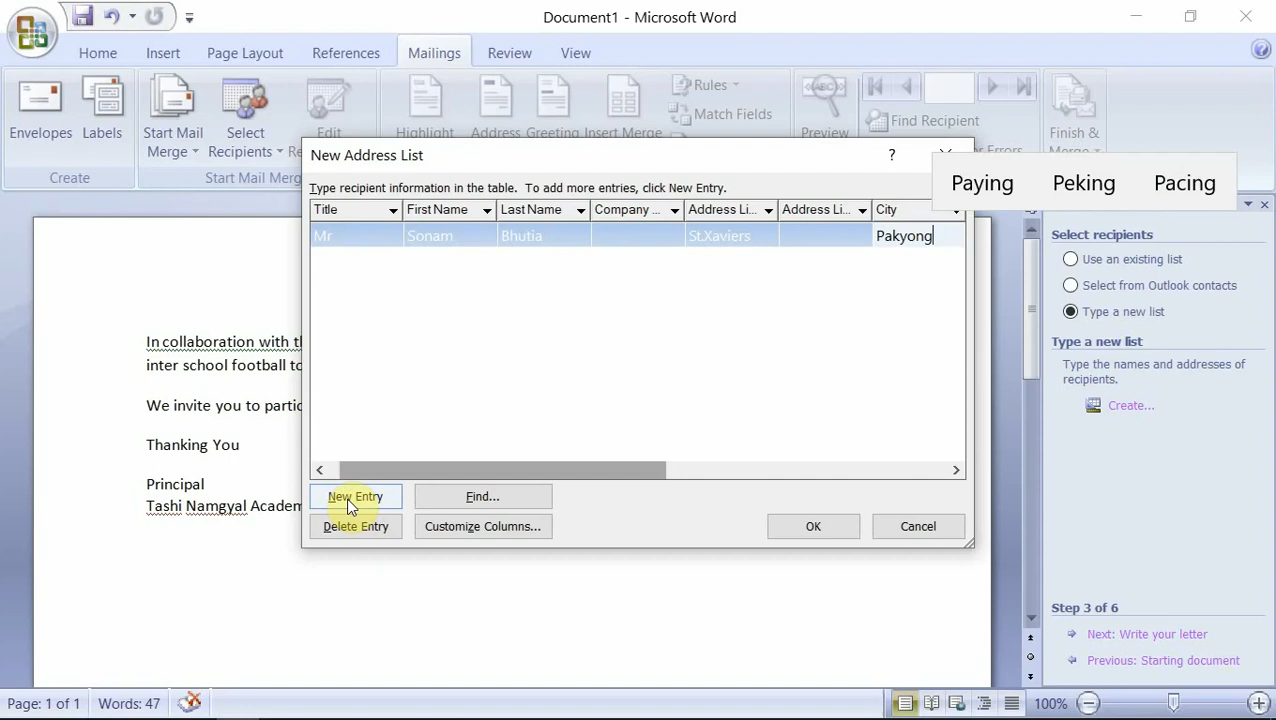 Document1 - Microsoft Word
Home Insert Page Layout References Mailings Review View
Envelopes
Labels
Start Mail
Merge
Select
Recipients
Edit
Highlight
Address
Greeting
Insert Merge
Rules
Match Fields
Preview
Find Recipient
Errors
Finish &
Merge
Create
Start Mail Merge
New Address List
?
Type recipient information in the table. To add more entries, click New Entry.
Paying Peking Pacing
Title First Name Last Name Company ... Address Li... Address Li... City
Mr Sonam Bhutia St.Xaviers Pakyong
New Entry
Find...
Delete Entry
Customize Columns...
OK
Cancel
In collaboration with th
inter school football to
We invite you to partic
Thanking You
Principal
Tashi Namgyal Academ
Select recipients
Use an existing list
Select from Outlook contacts
Type a new list
Type a new list
Type the names and addresses of
recipients.
Create...
Step 3 of 6
Next: Write your letter
Previous: Starting document
Page: 1 of 1
Words: 47
100%